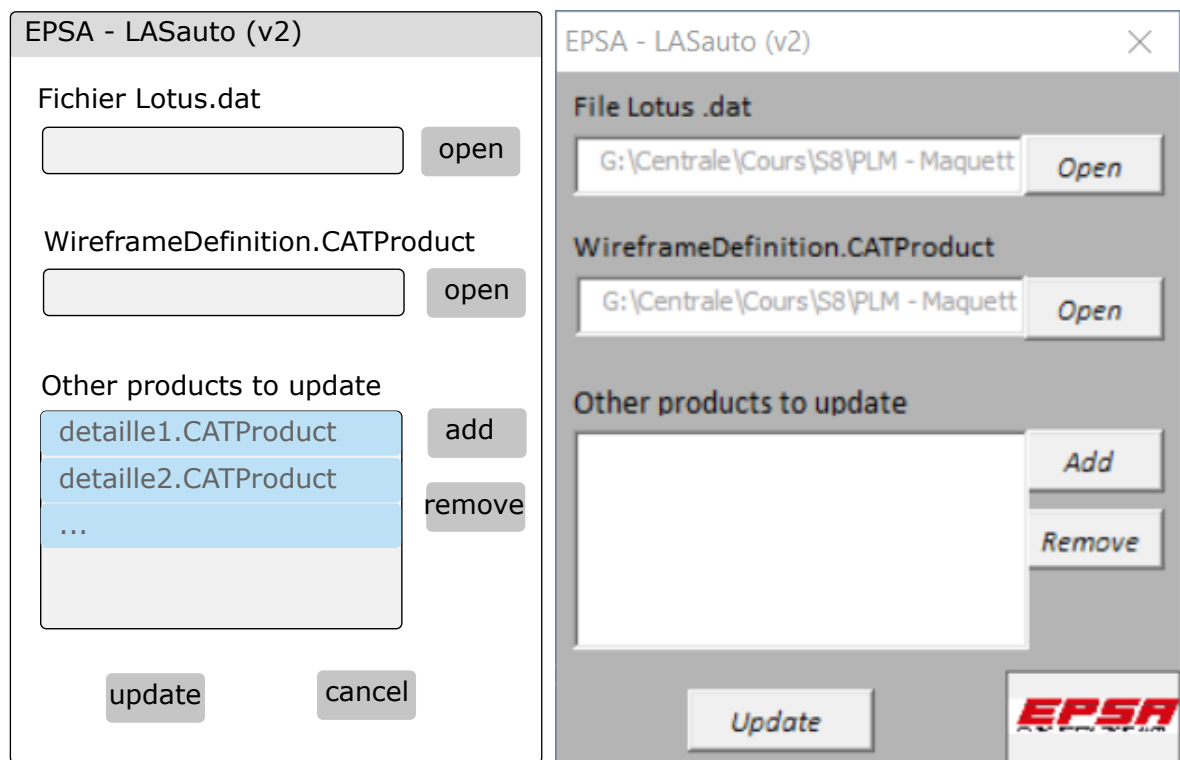 EPSA - LASauto (v2)
Fichier Lotus.dat
open
WireframeDefinition.CATProduct
open
Other products to update
detaille1.CATProduct
add
detaille2.CATProduct
remove
...
update
cancel
EPSA - LASauto (v2)
File Lotus .dat
G:\Centrale\Cours\S8\PLM - Maquett
Open
WireframeDefinition.CATProduct
G:\Centrale\Cours\S8\PLM - Maquett
Open
Other products to update
Add
Remove
Update
EPSA